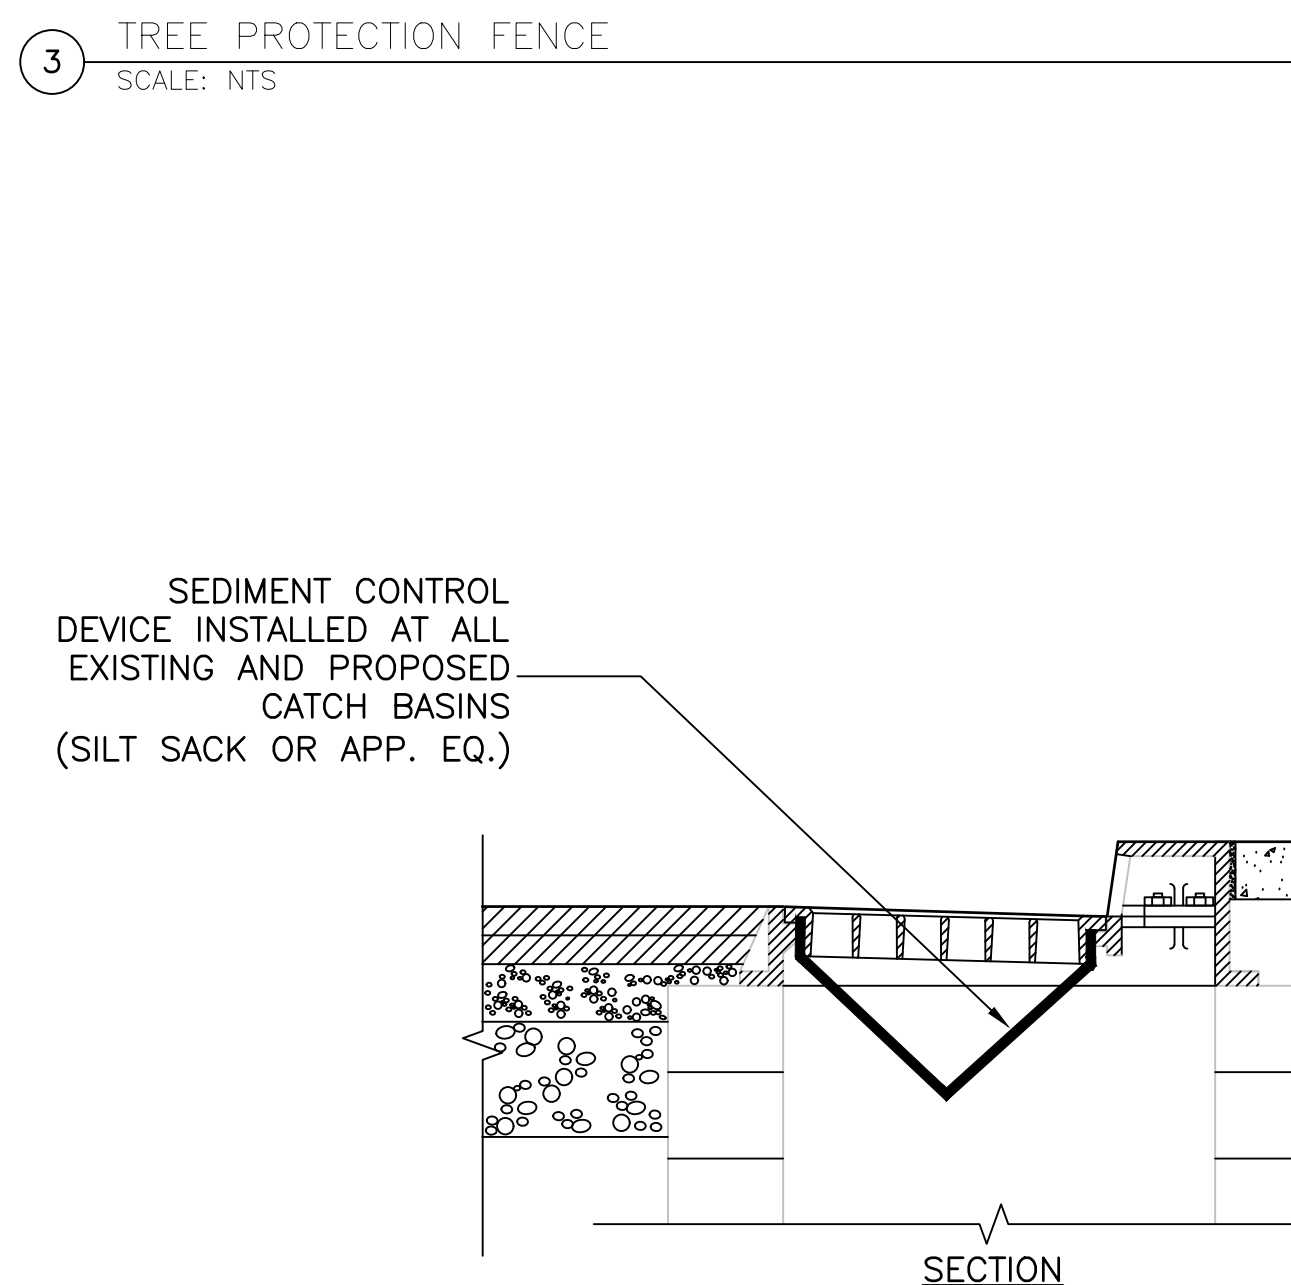 3
TREE PROTECTION FENCE
SCALE: NTS
SEDIMENT CONTROL
DEVICE INSTALLED AT ALL
EXISTING AND PROPOSED
CATCH BASINS
(SILT SACK OR APP. EQ.)
SECTION